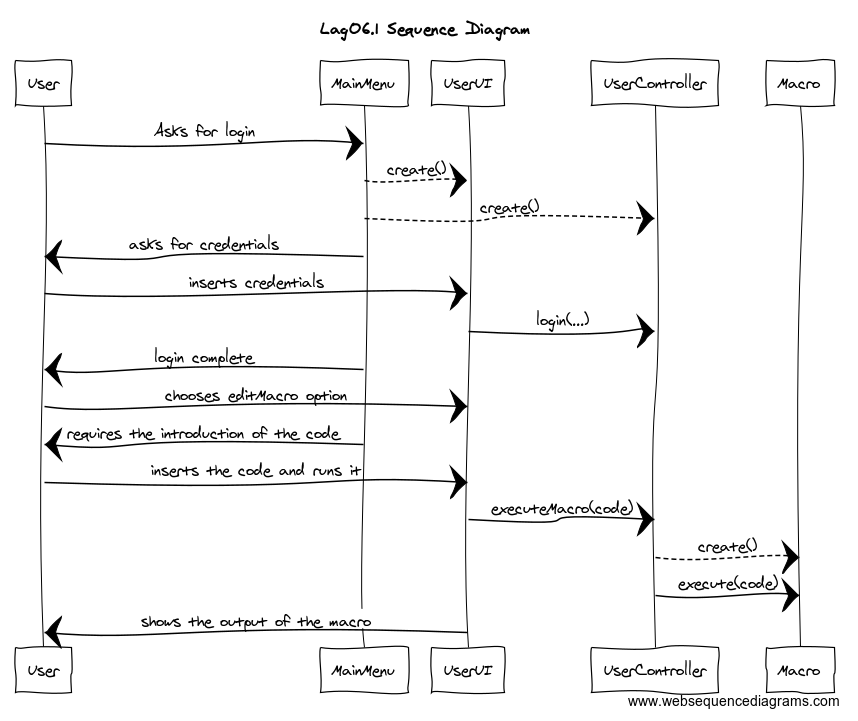 Lag06.1 Sequence Diagram
User MainMenu UserUI UserController Macro
Asks for login
create()
create()
asks for credentials
inserts credentials
login(...)
login complete
chooses editMacro option
requires the introduction of the code
inserts the code and runs it
executeMacro(code)
create()
execute(code)
shows the output of the macro
User MainMenu UserUI UserController Macro
www.websequencediagrams.com